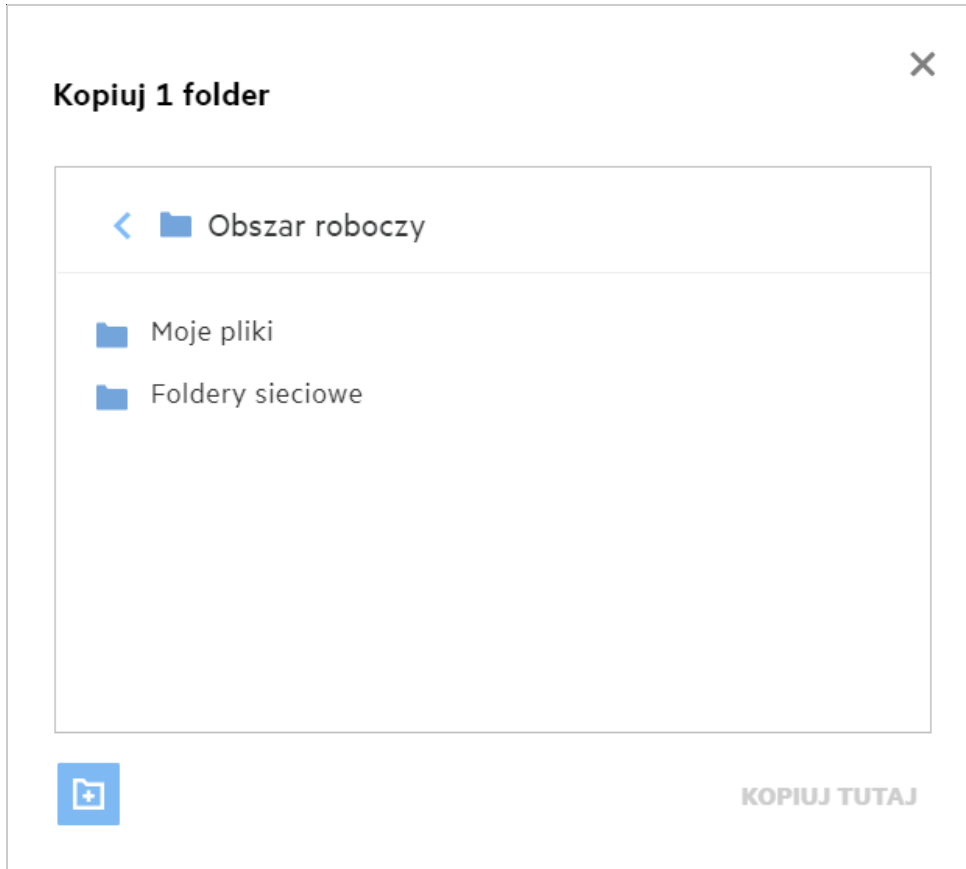 Kopiuj 1 folder
Obszar roboczy
Moje pliki
Foldery sieciowe
KOPIUJ TUTAJ